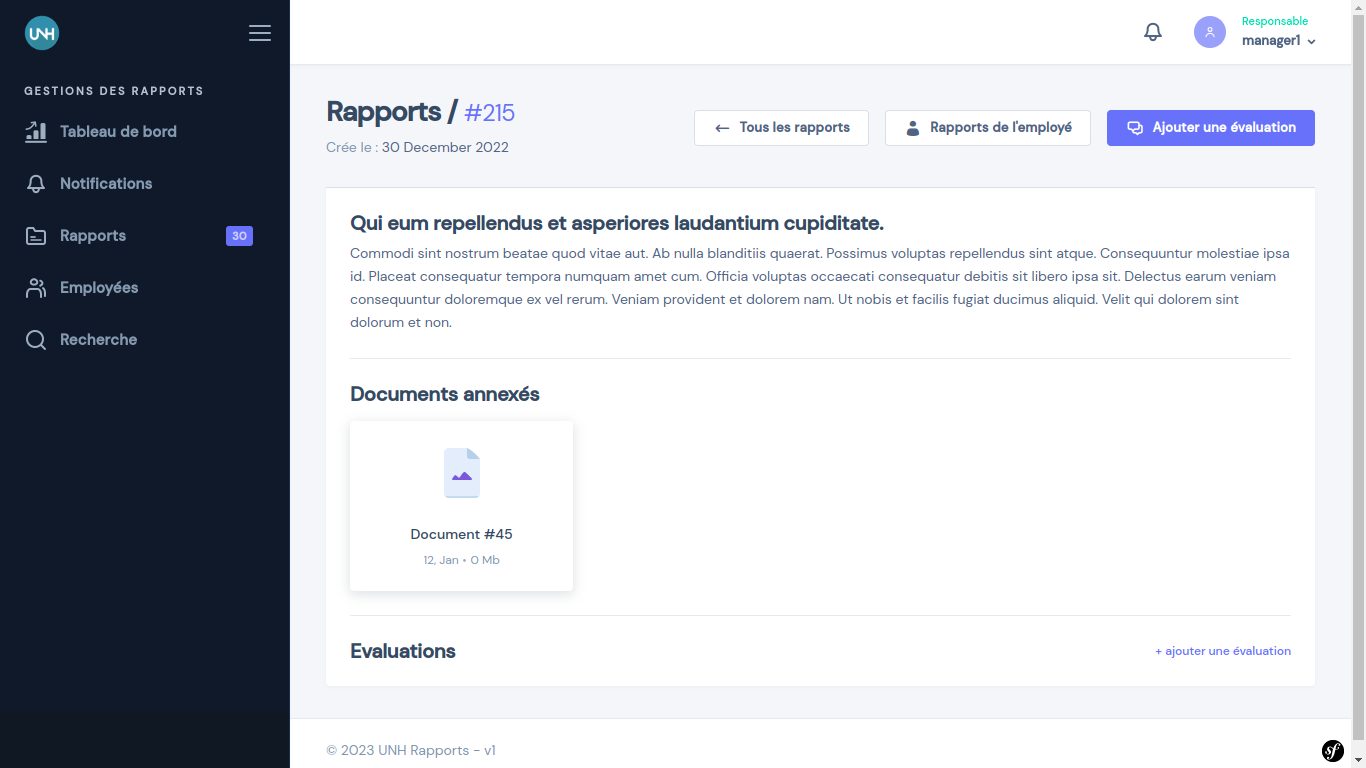 UNH
GESTIONS DES RAPPORTS
Tableau de bord
Notifications
Rapports 30
Employées
Recherche
Responsable
manager1
Rapports / #215
Crée le : 30 December 2022
Tous les rapports
Rapports de l'employé
Ajouter une évaluation
Qui eum repellendus et asperiores laudantium cupiditate.
Commodi sint nostrum beatae quod vitae aut. Ab nulla blanditiis quaerat. Possimus voluptas repellendus sint atque. Consequuntur molestiae ipsa
id. Placeat consequatur tempora numquam amet cum. Officia voluptas occaecati consequatur debitis sit libero ipsa sit. Delectus earum veniam
consequuntur doloremque ex vel rerum. Veniam provident et dolorem nam. Ut nobis et facilis fugiat ducimus aliquid. Velit qui dolorem sint
dolorum et non.
Documents annexés
Document #45
12, Jan • 0 Mb
Evaluations
+ ajouter une évaluation
© 2023 UNH Rapports - v1
sf